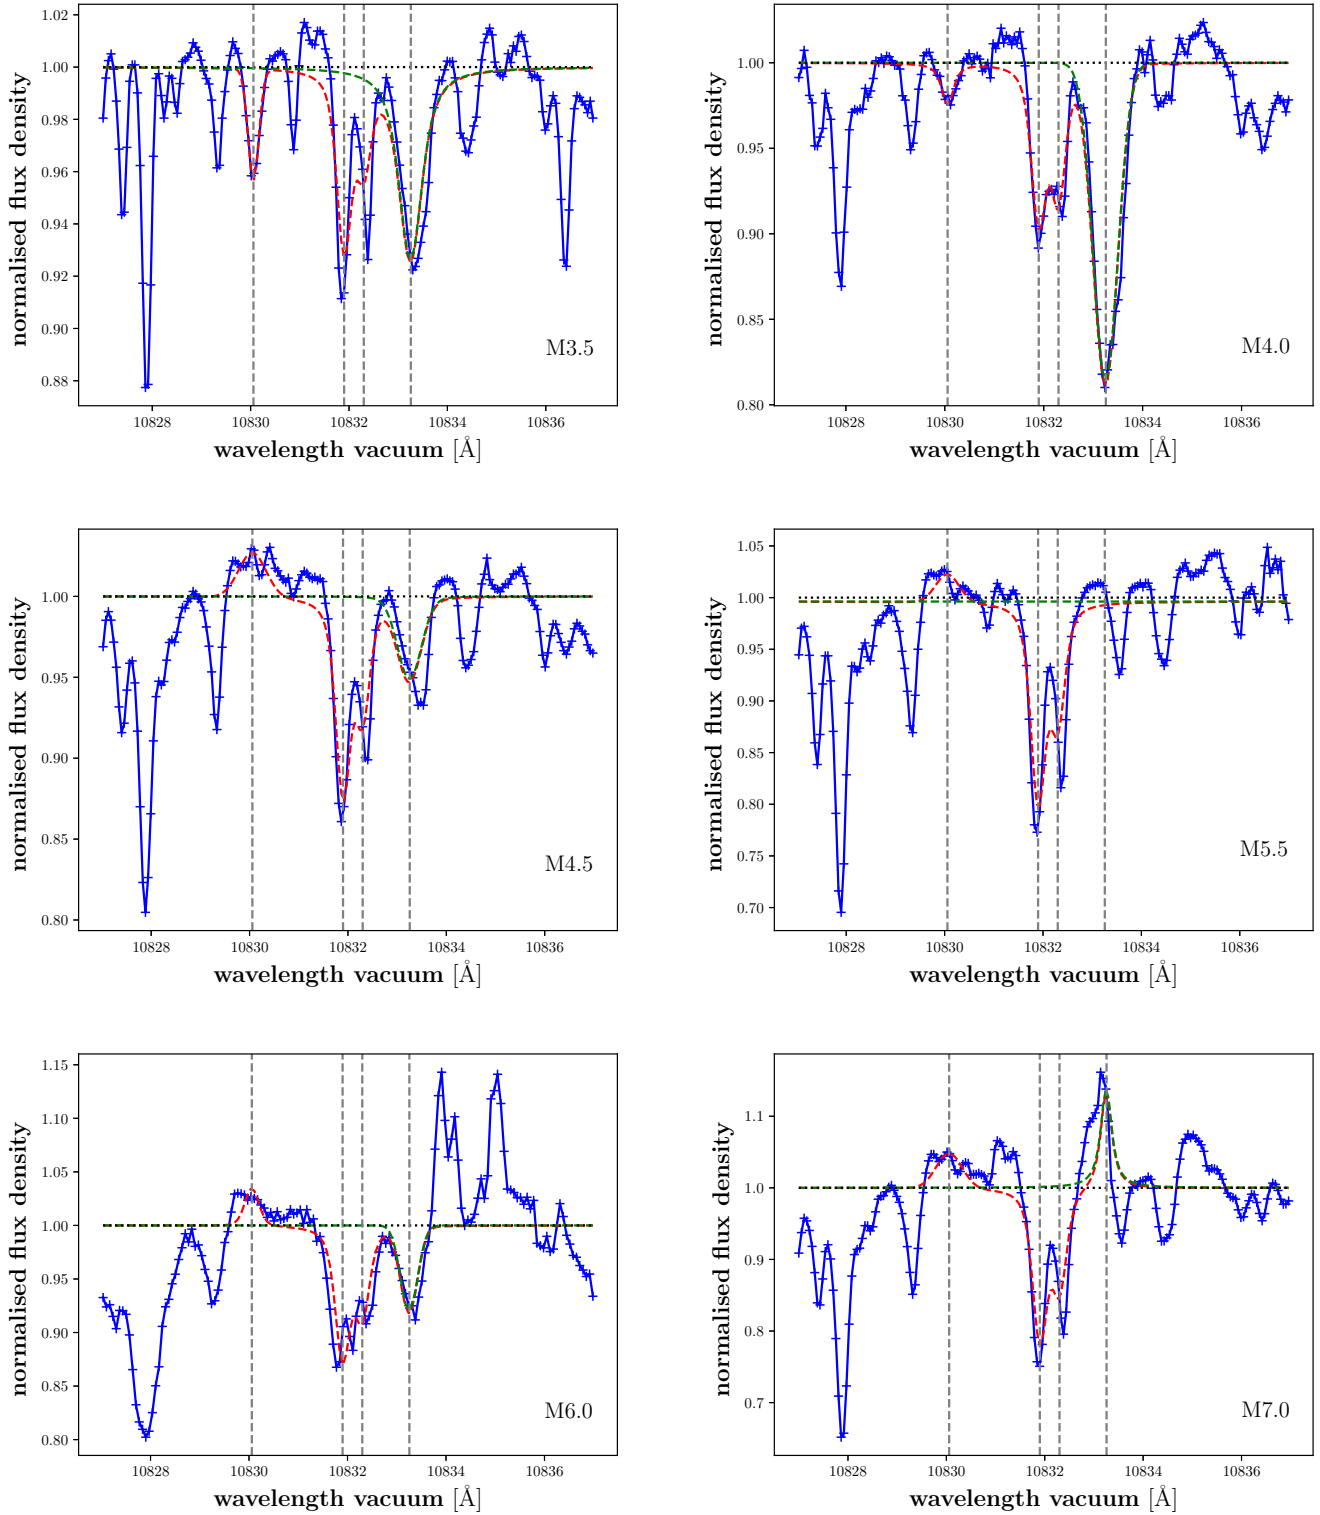 1.02
1.00
0.98
0.96
0.94
0.92
0.90
0.88
normalised flux density
M3.5
10828 10830 10832 10834 10836
wavelength vacuum [Å]
1.00
0.95
0.90
0.85
0.80
normalised flux density
M4.0
10828 10830 10832 10834 10836
wavelength vacuum [Å]
1.00
0.95
0.90
0.85
0.80
normalised flux density
M4.5
10828 10830 10832 10834 10836
wavelength vacuum [Å]
1.05
1.00
0.95
0.90
0.85
0.80
0.75
0.70
normalised flux density
M5.5
10828 10830 10832 10834 10836
wavelength vacuum [Å]
1.15
1.10
1.05
1.00
0.95
0.90
0.85
0.80
normalised flux density
M6.0
10828 10830 10832 10834 10836
wavelength vacuum [Å]
1.1
1.0
0.9
0.8
0.7
normalised flux density
M7.0
10828 10830 10832 10834 10836
wavelength vacuum [Å]